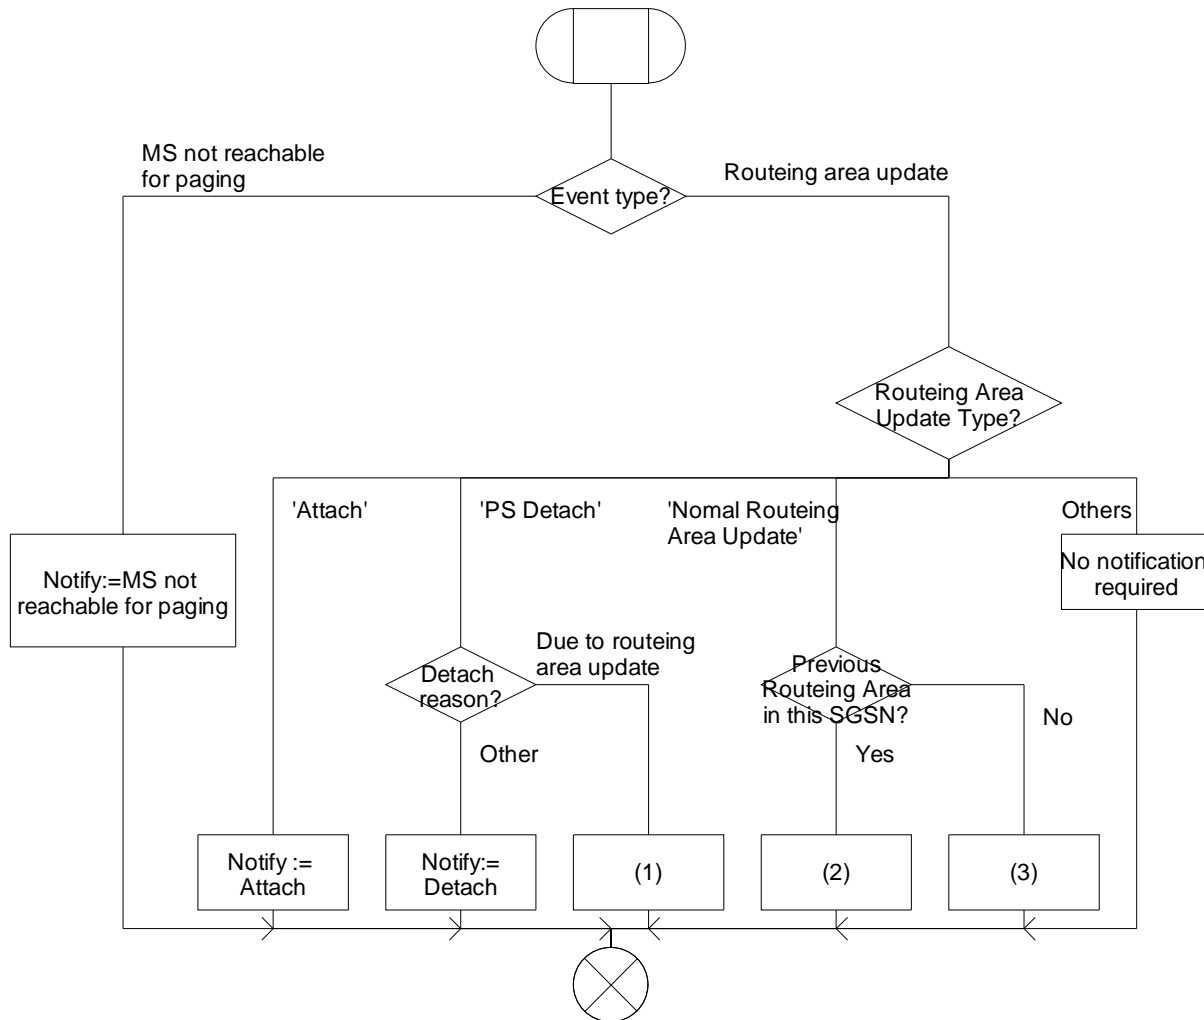 MS not reachable
for paging
Routeing area update
Event type?
Routeing Area
Update Type?
'Attach'
'PS Detach'
'Nomal Routeing
Area Update'
Others
Notify:=MS not
reachable for paging
No notification
required
Due to routeing
area update
Detach
reason?
Previous
Routeing Area
in this SGSN?
No
Other
Yes
Notify :=
Attach
Notify:=
Detach
(1)
(2)
(3)